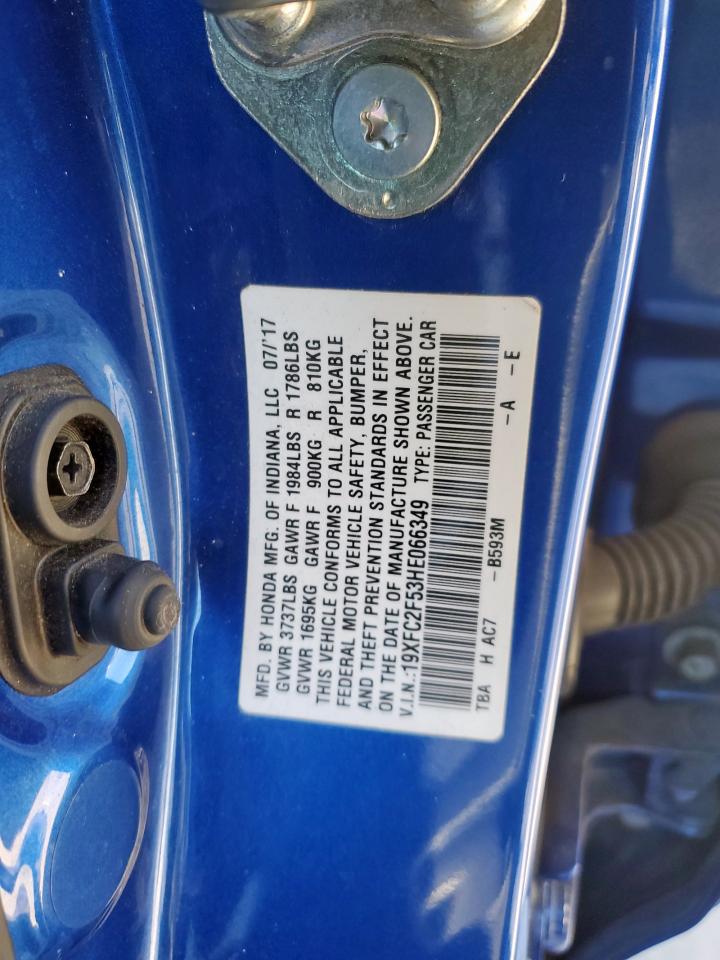 MFD. BY HONDA MFG. OF INDIANA, LLC 07/'17
GVWR 3737LBS GAWR F 1984LBS R 1786LBS
GVWR 1695KG GAWR F 900KG R 810KG
THIS VEHICLE CONFORMS TO ALL APPLICABLE
FEDERAL MOTOR VEHICLE SAFETY, BUMPER,
AND THEFT PREVENTION STANDARDS IN EFFECT
ON THE DATE OF MANUFACTURE SHOWN ABOVE.
V.I.N.:19XFC2F53HE066349 TYPE: PASSENGER CAR
TBA H AC7 -B593M -A -E